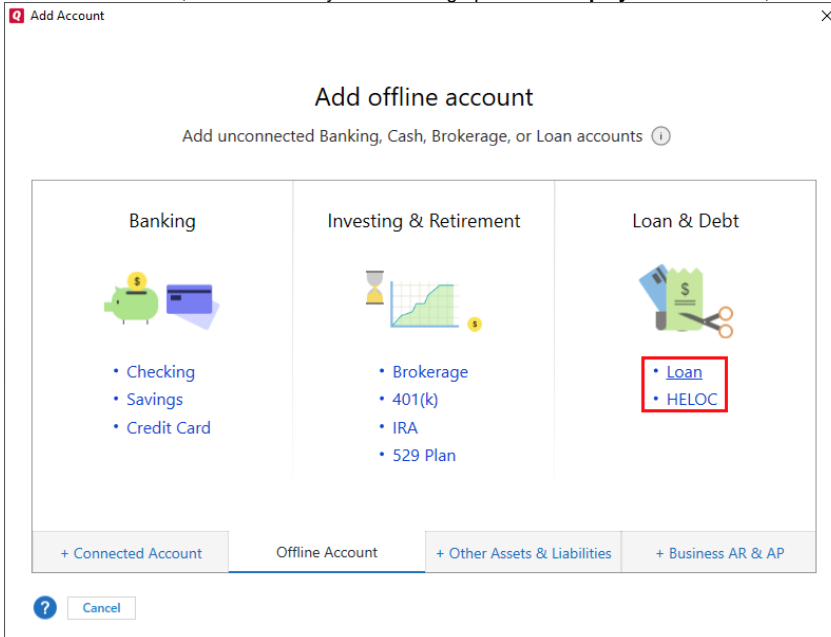 Add Account
Add offline account
Add unconnected Banking, Cash, Brokerage, or Loan accounts
Banking
• Checking
• Savings
• Credit Card
Investing & Retirement
• Brokerage
• 401(k)
• IRA
• 529 Plan
Loan & Debt
• Loan
• HELOC
+ Connected Account
Offline Account
+ Other Assets & Liabilities
+ Business AR & AP
? Cancel